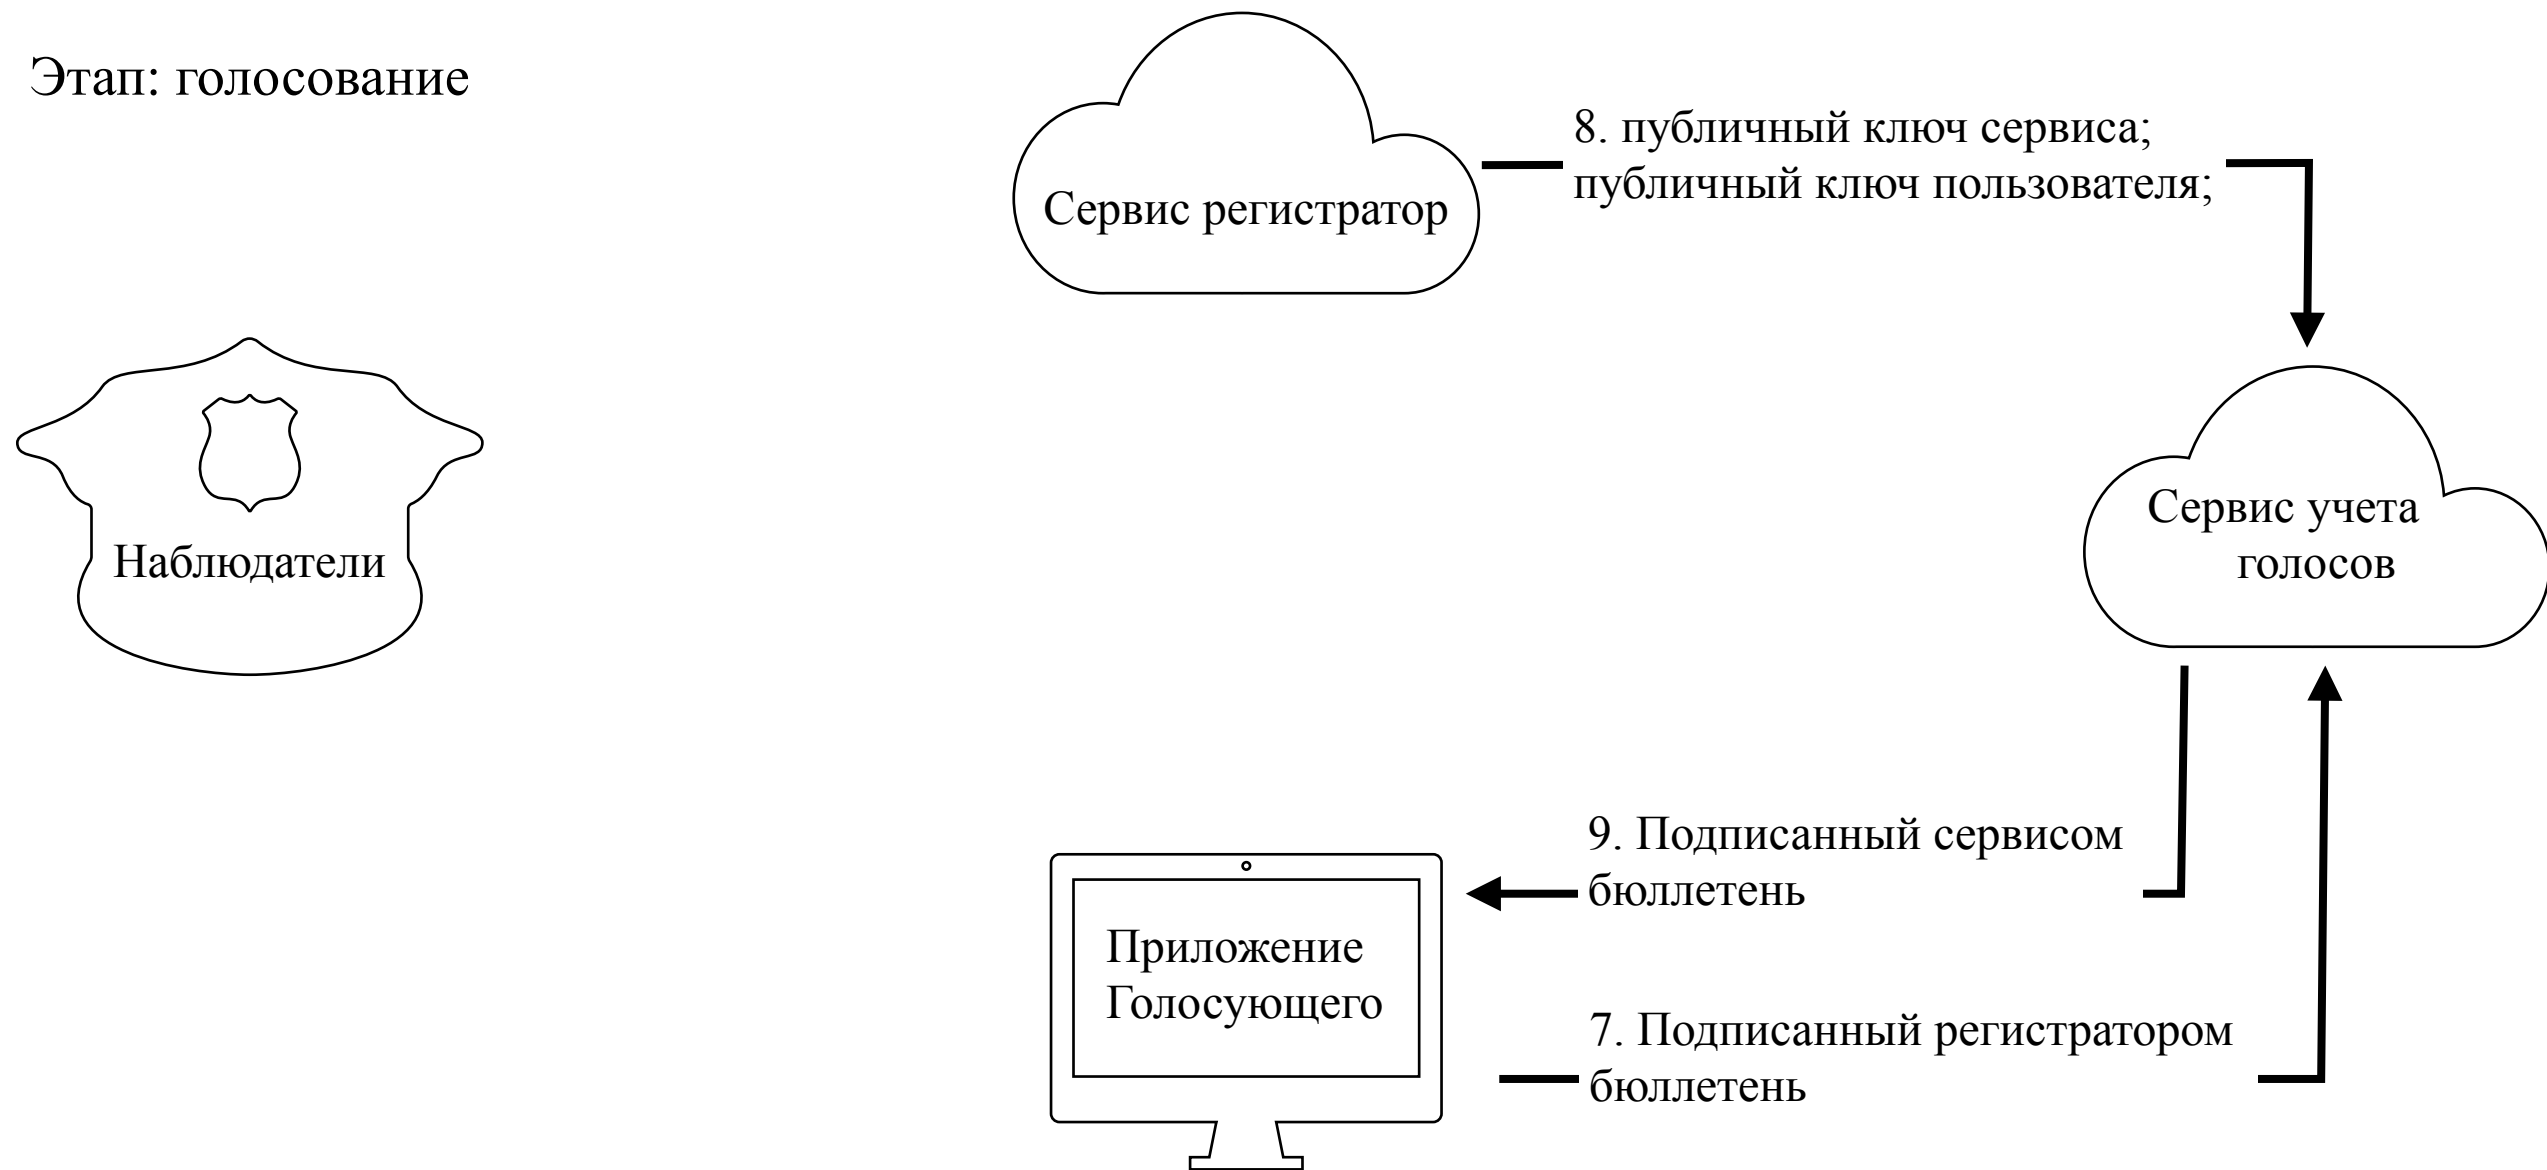 Этап: голосование
8. публичный ключ сервиса;
публичный ключ пользователя;
Сервис регистратор
Сервис учета
голосов
Наблюдатели
9. Подписанный сервисом
бюллетень
Приложение
Голосующего
7. Подписанный регистратором
бюллетень